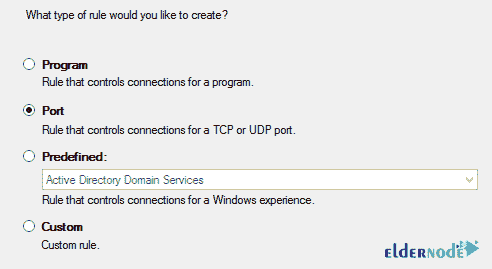 What type of rule would you like to create?
Program
Rule that controls connections for a program.
Port
Rule that controls connections for a TCP or UDP port.
Predefined:
Active Directory Domain Services
Rule that controls connections for a Windows experience.
Custom
Custom rule.
ELDERNODE